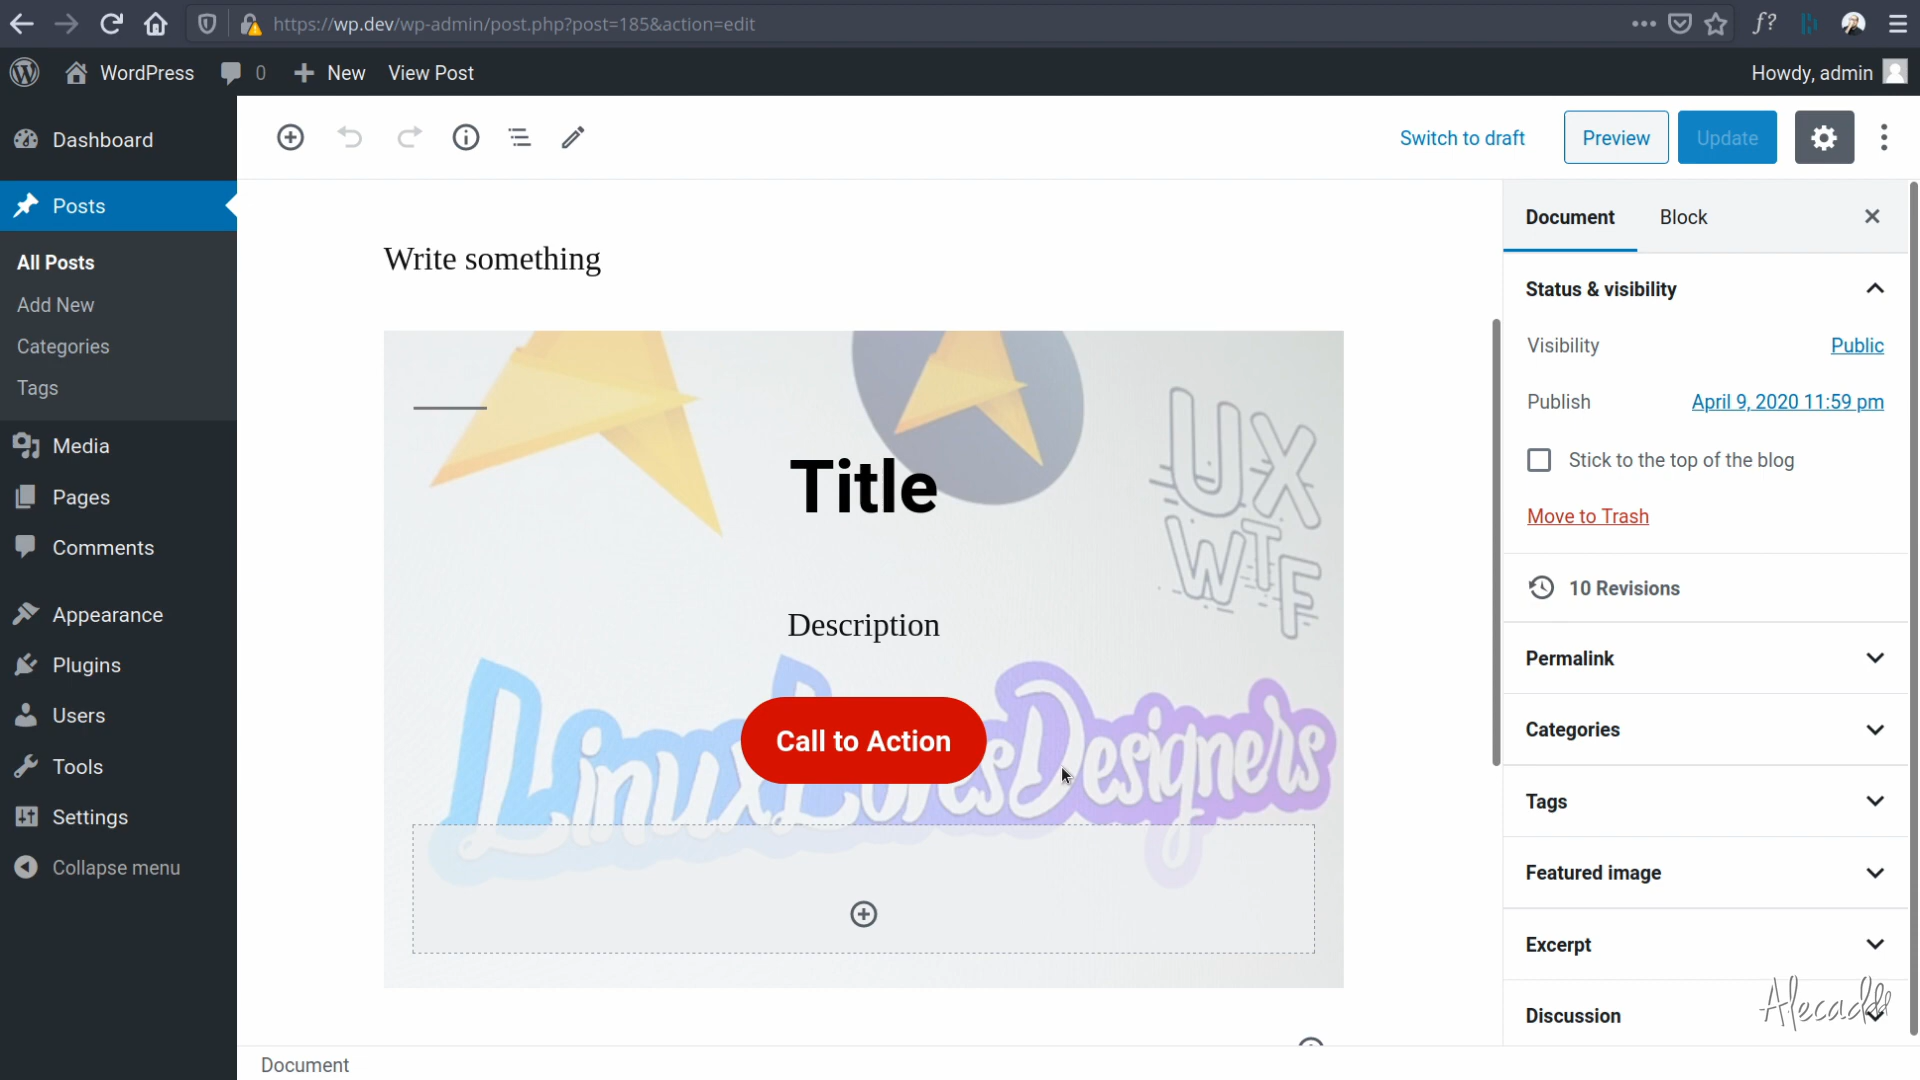 https://wp.dev/wp-admin/post.php?post=185&action=edit
f?
WordPress
0
New
View Post
Howdy, admin
Dashboard
Posts
All Posts
Add New
Categories
Tags
Media
Pages
Comments
Appearance
Plugins
Users
Tools
Settings
Collapse menu
Switch to draft
Preview
Update
Write something
UX
WTF
Title
Description
LinuxLovesDesigners
Call to Action
Document
Block
Status & visibility
Visibility
Public
Publish
April 9, 2020 11:59 pm
Stick to the top of the blog
Move to Trash
10 Revisions
Permalink
Categories
Tags
Featured image
Excerpt
Discussion
Alecaddd
Document